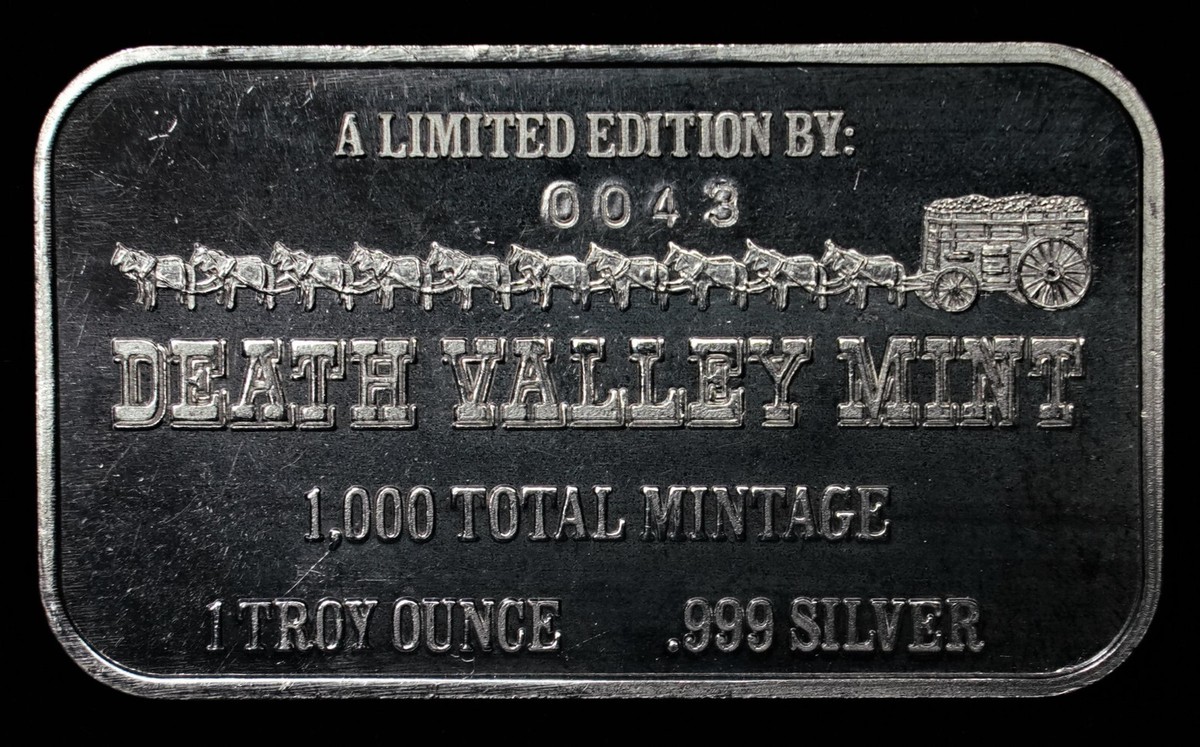 A LIMITED EDITION BY:
0043
DEATH VALLEY MINT
1,000 TOTAL MINTAGE
1 TROY OUNCE .999 SILVER